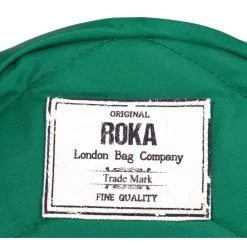 ORIGINAL
ROKA
London Bag Company
Trade Mark
FINE QUALITY